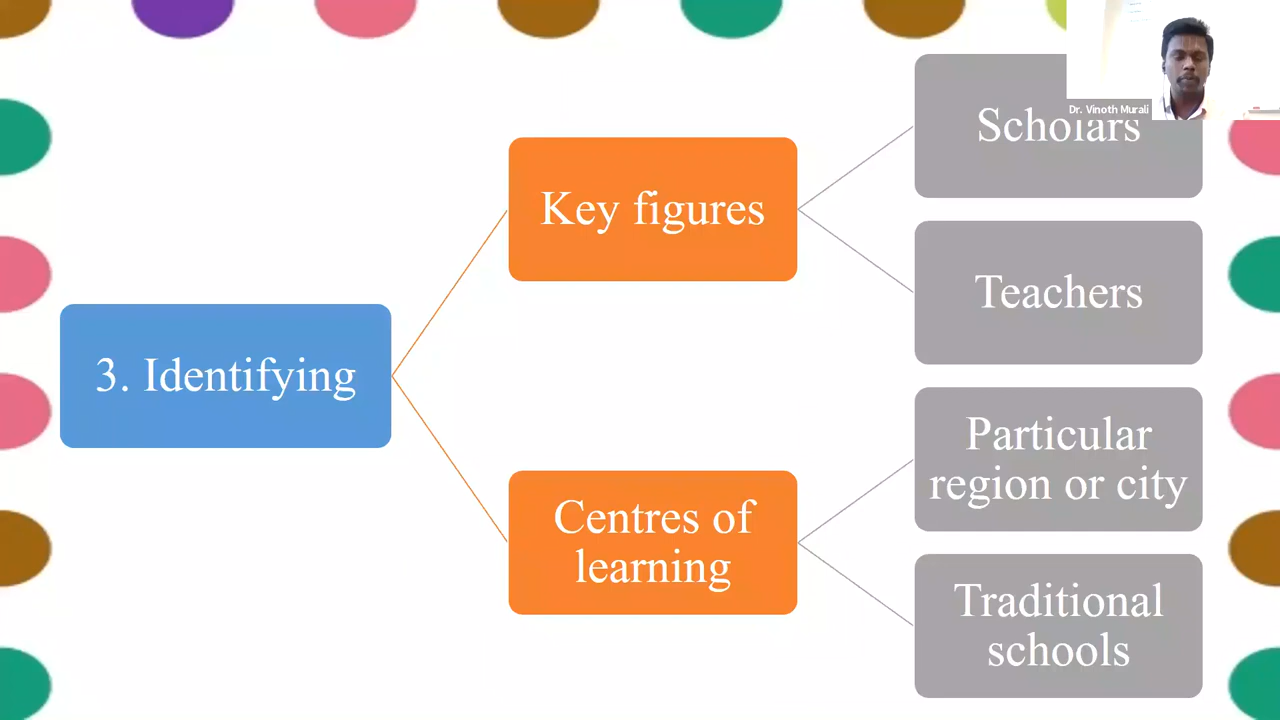 Dr. Vinoth Murali
Scholars
Key figures
Teachers
3. Identifying
Particular
region or city
Centres of
learning
Traditional
schools